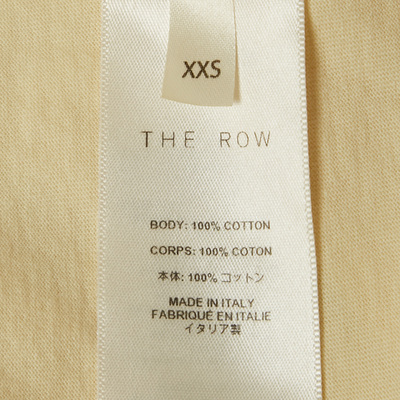 XXS
THE ROW
BODY: 100% COTTON
CORPS: 100% COTON
本体: 100% コットン
MADE IN ITALY
FABRIQUÉ EN ITALIE
イタリア製